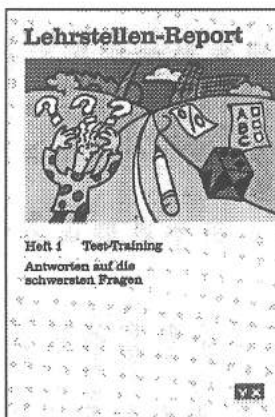 Lehrstellen-Report
%
A
B
C
Heft 1 Test-Training
Antworten auf die
schwersten Fragen